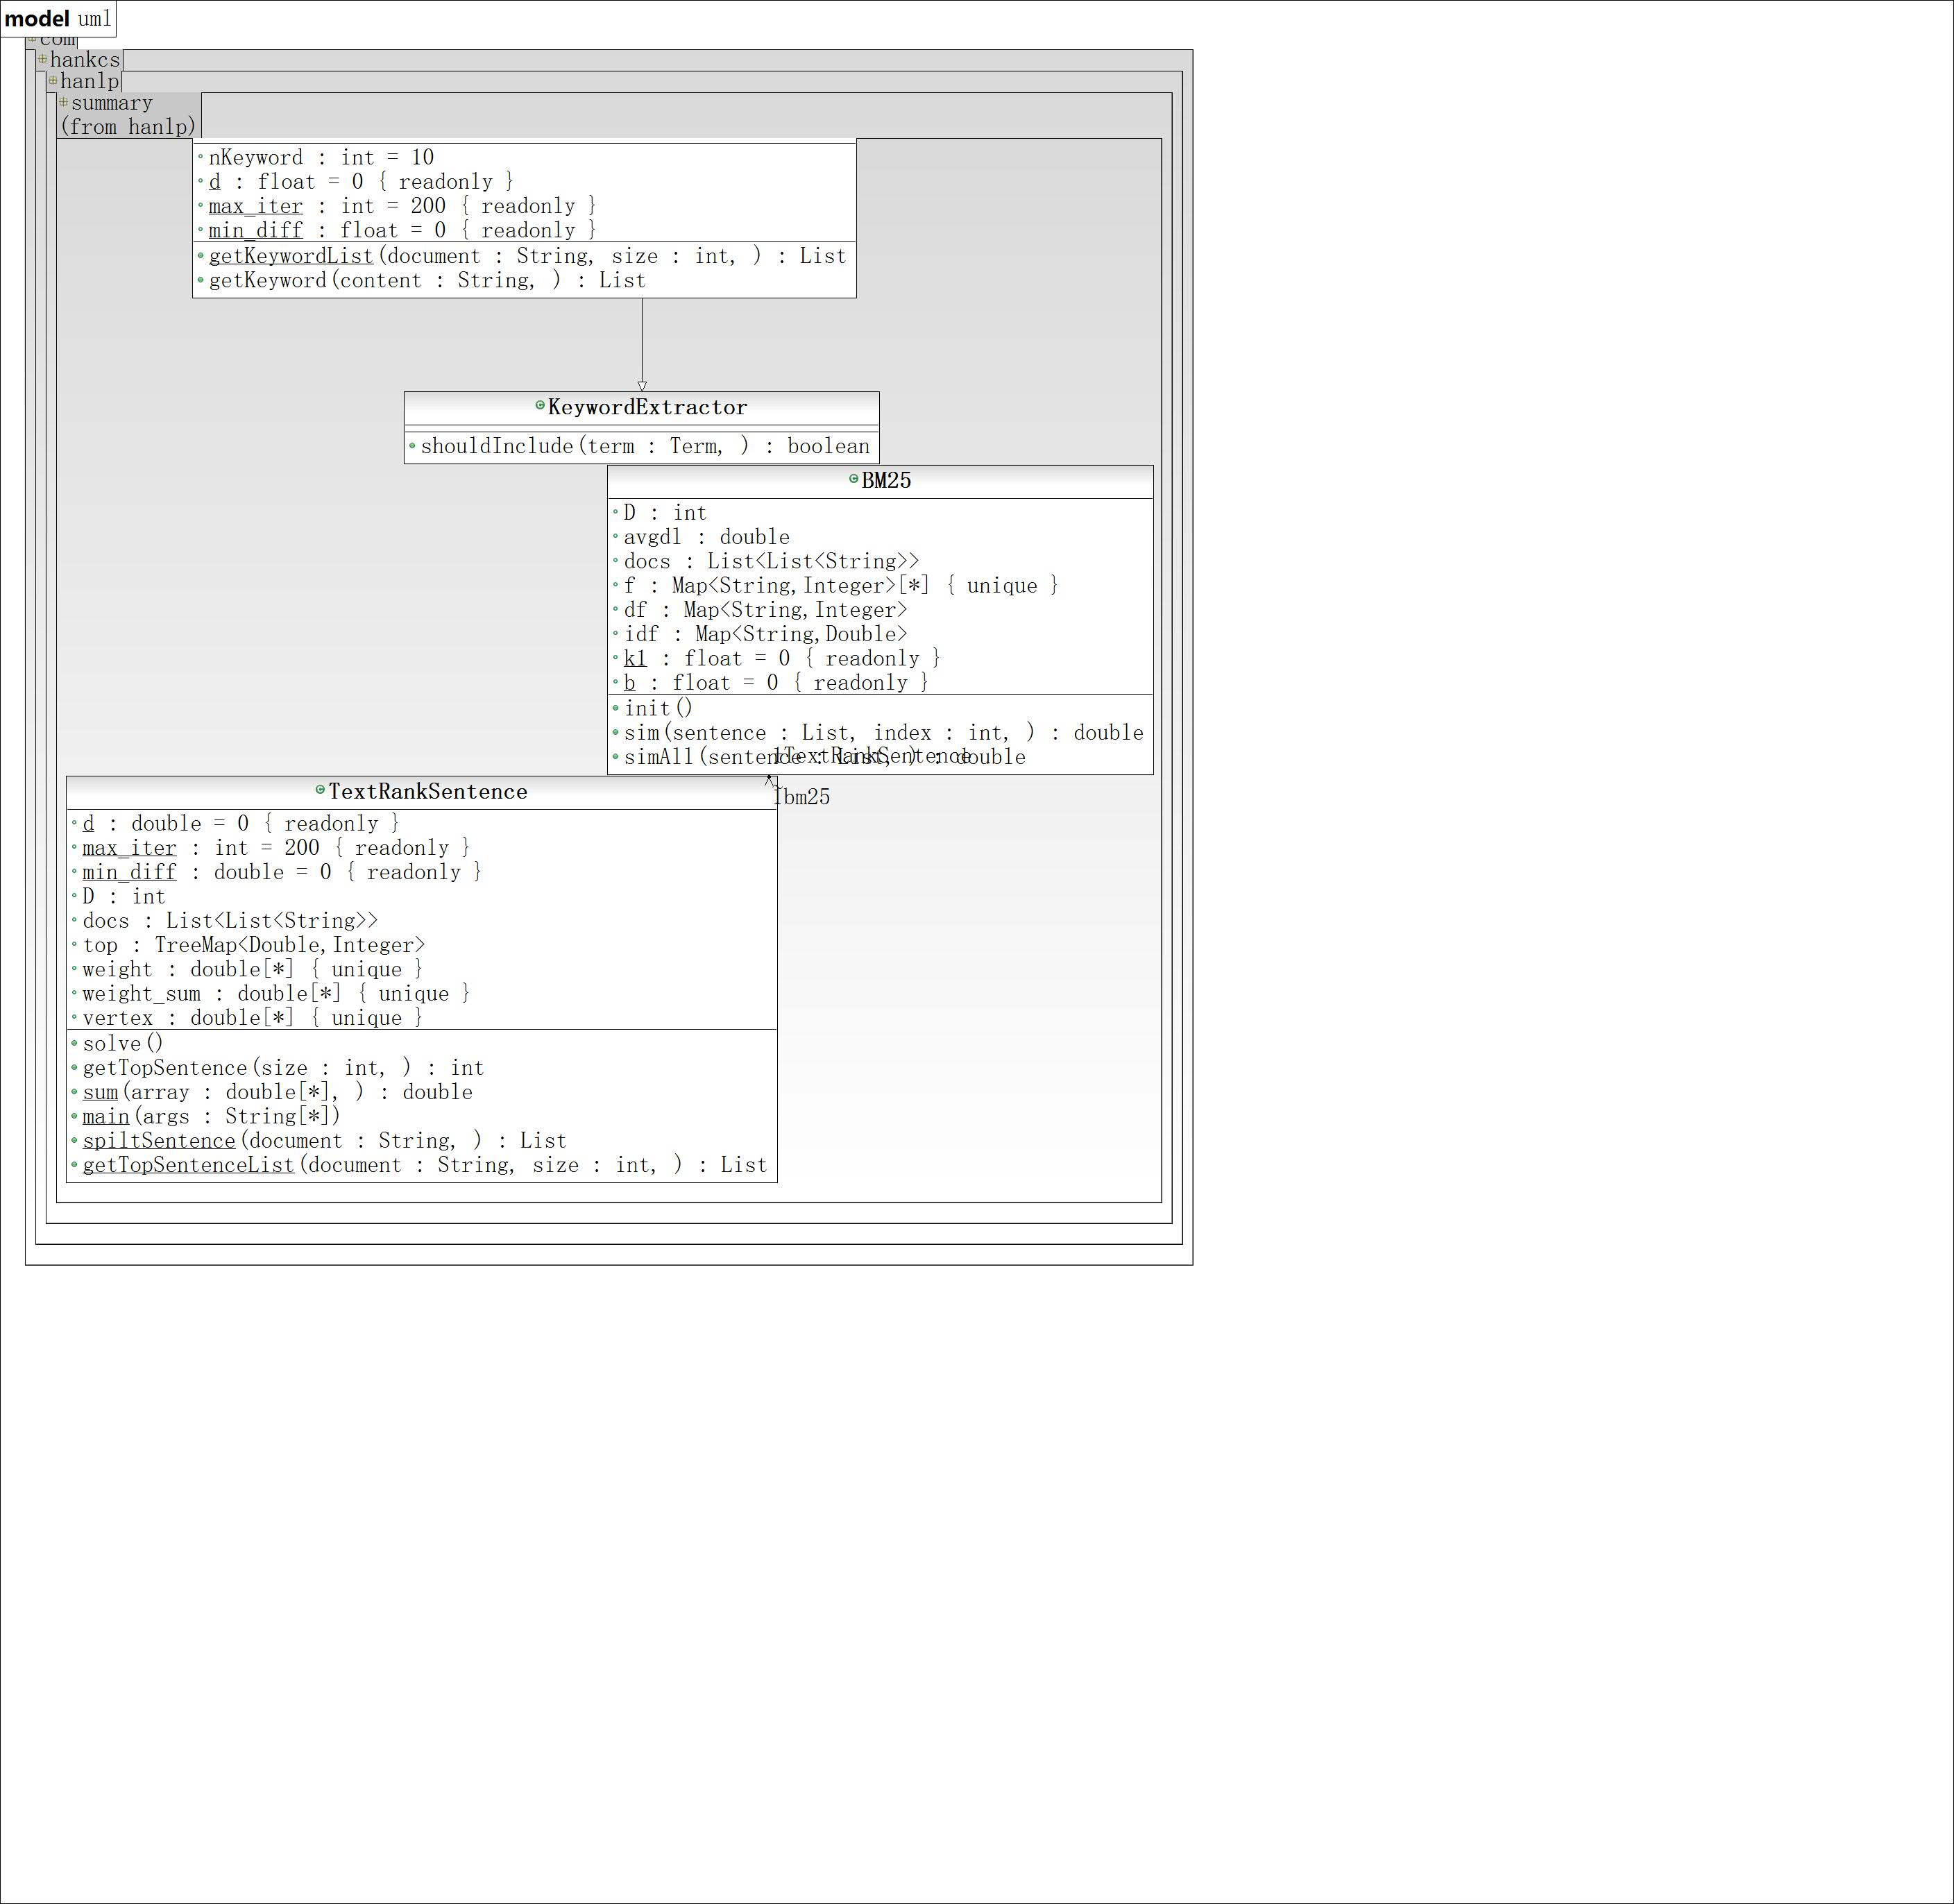 model uml
com
hankcs
hanlp
summary
(from hanlp)
nKeyword : int = 10
d : float = 0 { readonly }
max_iter : int = 200 { readonly }
min_diff : float = 0 { readonly }
getKeywordList(document : String, size : int, ) : List
getKeyword(content : String, ) : List
KeywordExtractor
shouldInclude(term : Term, ) : boolean
BM25
D : int
avgdl : double
docs : List<List<String>>
f : Map<String,Integer>[*] { unique }
df : Map<String,Integer>
idf : Map<String,Double>
k1 : float = 0 { readonly }
b : float = 0 { readonly }
init()
sim(sentence : List, index : int, ) : double
simAll(sentence : List, ) : double
TextRankSentence
bm25
TextRankSentence
d : double = 0 { readonly }
max_iter : int = 200 { readonly }
min_diff : double = 0 { readonly }
D : int
docs : List<List<String>>
top : TreeMap<Double,Integer>
weight : double[*] { unique }
weight_sum : double[*] { unique }
vertex : double[*] { unique }
solve()
getTopSentence(size : int, ) : int
sum(array : double[*], ) : double
main(args : String[*])
spiltSentence(document : String, ) : List
getTopSentenceList(document : String, size : int, ) : List